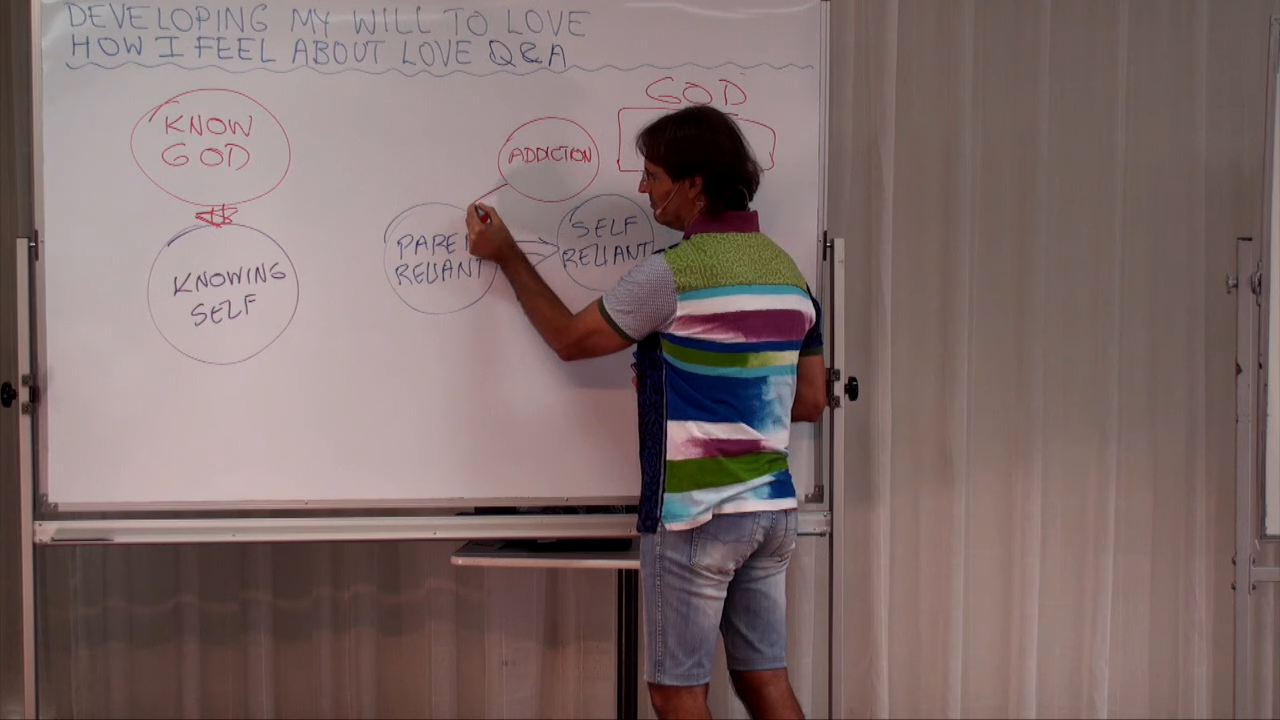 DEVELOPING MY WILL TO LOVE
HOW I FEEL ABOUT LOVE Q&A
KNOW
GOD
KNOWING
SELF
GOD
ADDICTION
RELIANT
SELF
RELIANT